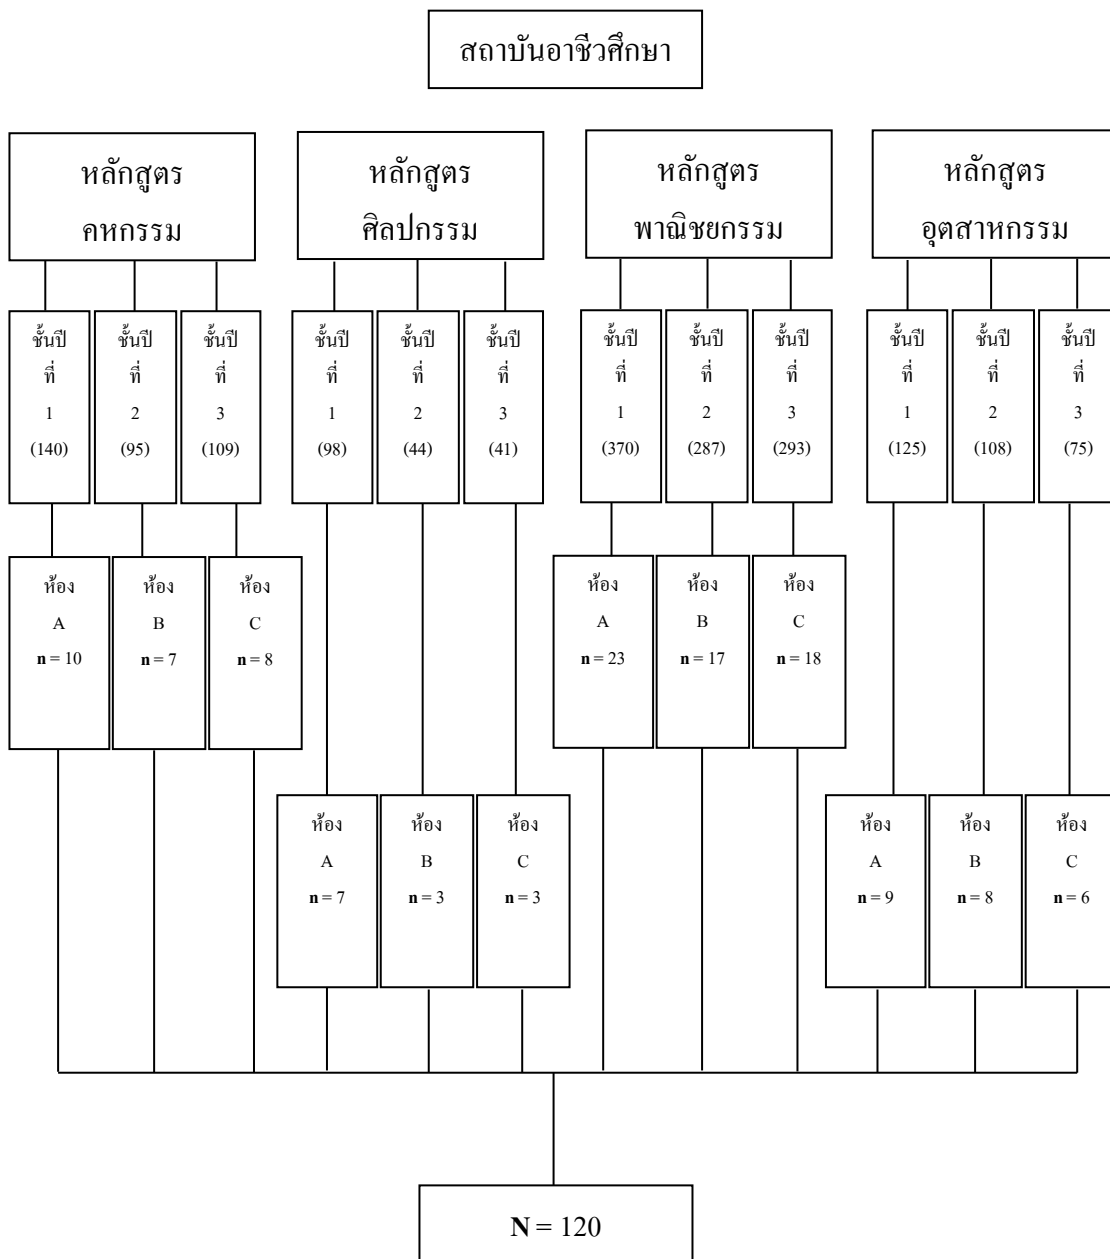 สถาบันอาชีวศึกษา
หลักสูตร
คหกรรม
หลักสูตร
ศิลปกรรม
หลักสูตร
พาณิชยกรรม
หลักสูตร
อุตสาหกรรม
ชั้นปี
ที่
1
(140)
ชั้นปี
ที่
2
(95)
ชั้นปี
ที่
3
(109)
ชั้นปี
ที่
1
(98)
ชั้นปี
ที่
2
(44)
ชั้นปี
ที่
3
(41)
ชั้นปี
ที่
1
(370)
ชั้นปี
ที่
2
(287)
ชั้นปี
ที่
3
(293)
ชั้นปี
ที่
1
(125)
ชั้นปี
ที่
2
(108)
ชั้นปี
ที่
3
(75)
ห้อง
A
n = 10
ห้อง
B
n = 7
ห้อง
C
n = 8
ห้อง
A
n = 23
ห้อง
B
n = 17
ห้อง
C
n = 18
ห้อง
A
n = 7
ห้อง
B
n = 3
ห้อง
C
n = 3
ห้อง
A
n = 9
ห้อง
B
n = 8
ห้อง
C
n = 6
N = 120